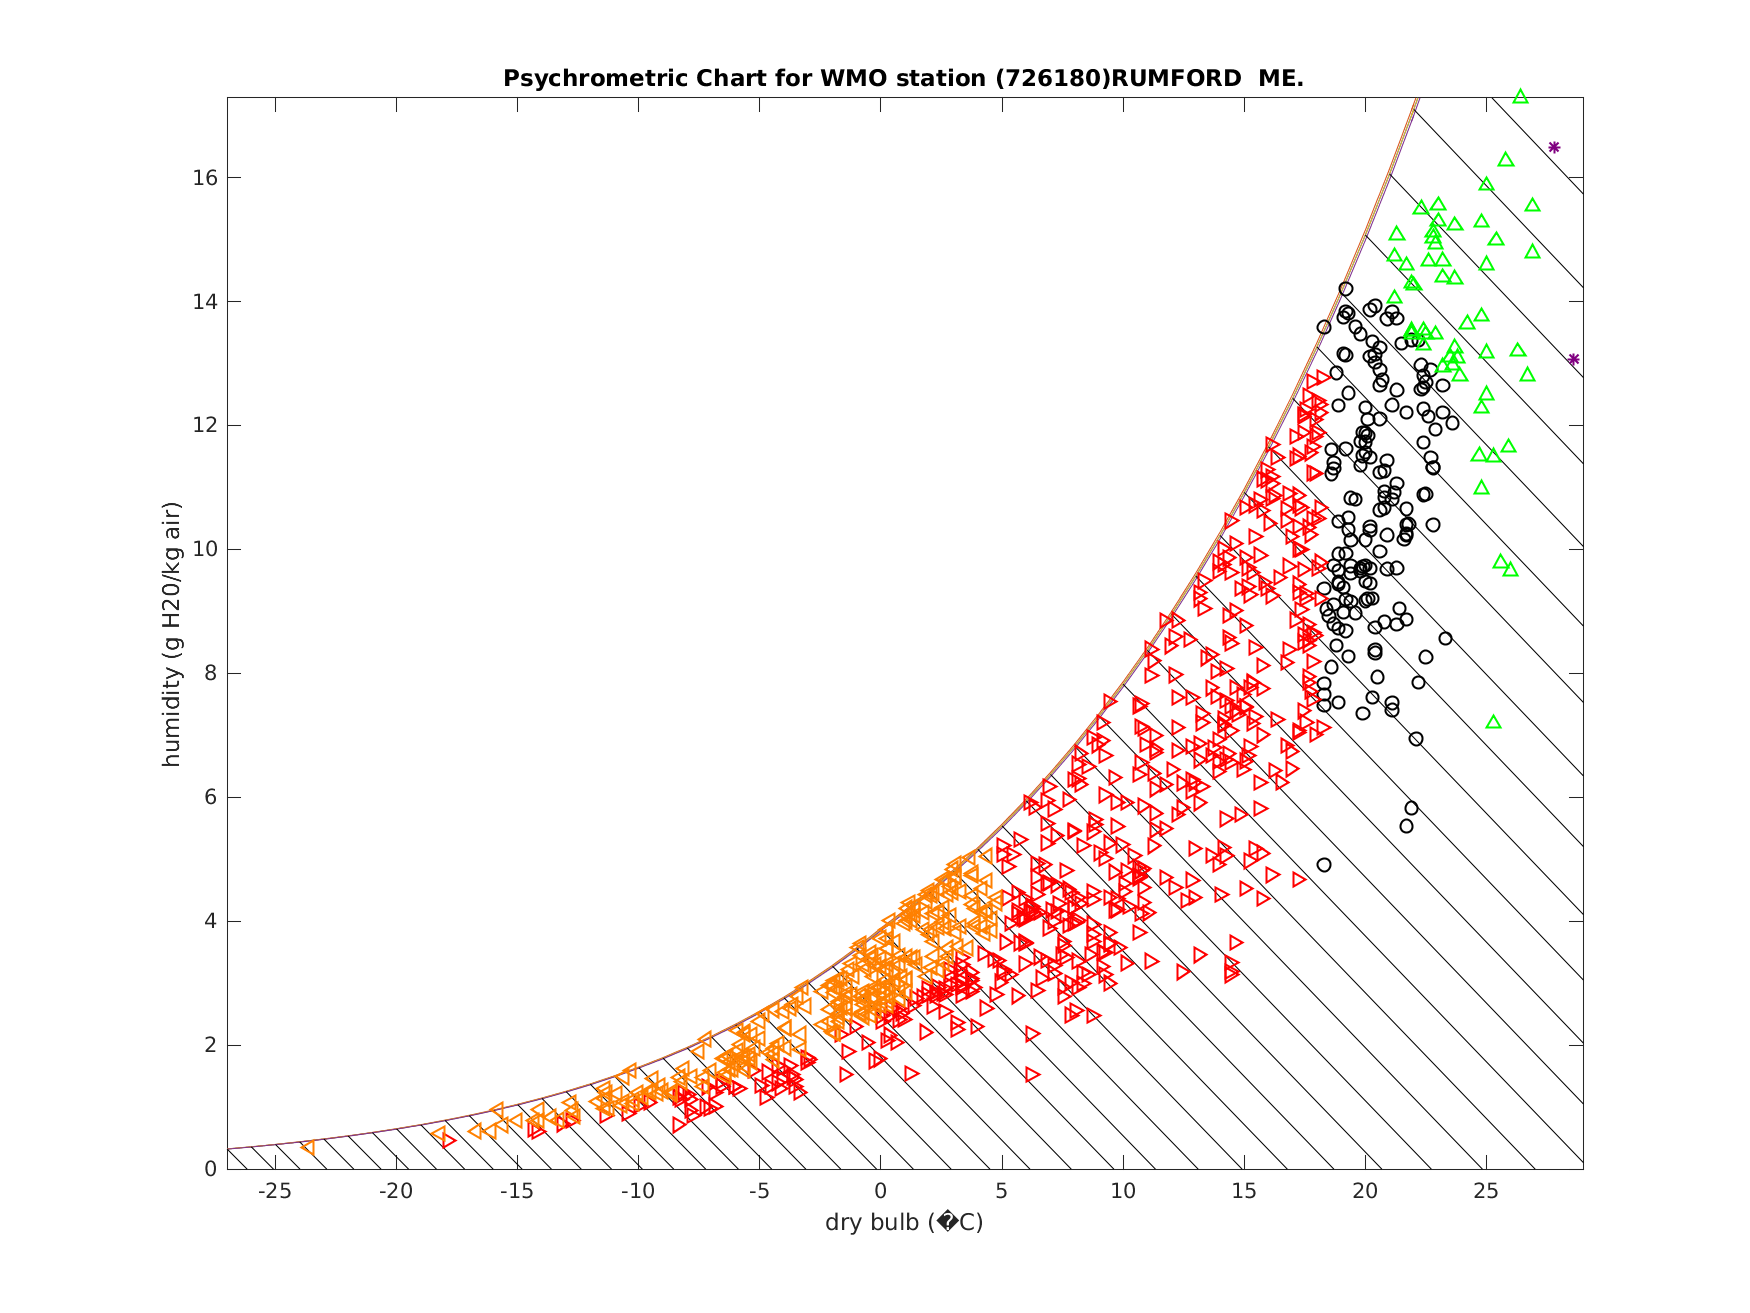 Psychrometric Chart for WMO station (726180)RUMFORD  ME.
humidity (g H20/kg air)
16
14
12
10
8
6
4
2
0
-25 -20 -15 -10 -5 0 5 10 15 20 25
dry bulb (�C)